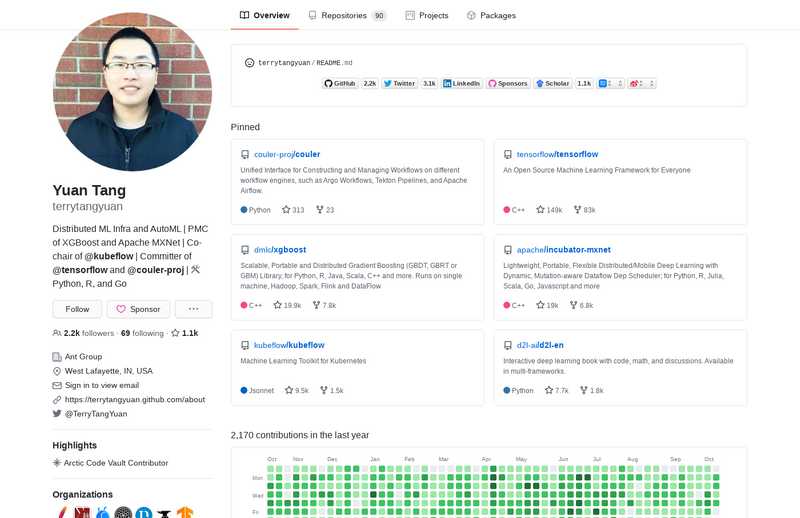 Overview
Repositories 90
Projects
Packages
terrytangyuan / README.md
GitHub 2.2k Twitter 3.1k LinkedIn Sponsors Scholar 1.1k
Pinned
couler-proj/couler
Unified Interface for Constructing and Managing Workflows on different
workflow engines, such as Argo Workflows, Tekton Pipelines, and Apache
Airflow.
Python 313 23
tensorflow/tensorflow
An Open Source Machine Learning Framework for Everyone
C++ 149k 83k
dmlc/xgboost
Scalable, Portable and Distributed Gradient Boosting (GBDT, GBRT or
GBM) Library, for Python, R, Java, Scala, C++ and more. Runs on single
machine, Hadoop, Spark, Flink and DataFlow
C++ 19.9k 7.8k
apache/incubator-mxnet
Lightweight, Portable, Flexible Distributed/Mobile Deep Learning with
Dynamic, Mutation-aware Dataflow Dep Scheduler; for Python, R, Julia,
Scala, Go, Javascript and more
C++ 19k 6.8k
kubeflow/kubeflow
Machine Learning Toolkit for Kubernetes
Jsonnet 9.5k 1.5k
d2l-ai/d2l-en
Interactive deep learning book with code, math, and discussions. Available
in multi-frameworks.
Python 7.7k 1.8k
2,170 contributions in the last year
Oct Nov Dec Jan Feb Mar Apr May Jun Jul Aug Sep Oct
Mon
Wed
Fri
Yuan Tang
terrytangyuan
Distributed ML Infra and AutoML | PMC
of XGBoost and Apache MXNet | Co-
chair of @kubeflow | Committer of
@tensorflow and @couler-proj |
Python, R, and Go
Follow
Sponsor
...
2.2k followers · 69 following · 1.1k
Ant Group
West Lafayette, IN, USA
Sign in to view email
https://terrytangyuan.github.com/about
@TerryTangYuan
Highlights
Arctic Code Vault Contributor
Organizations